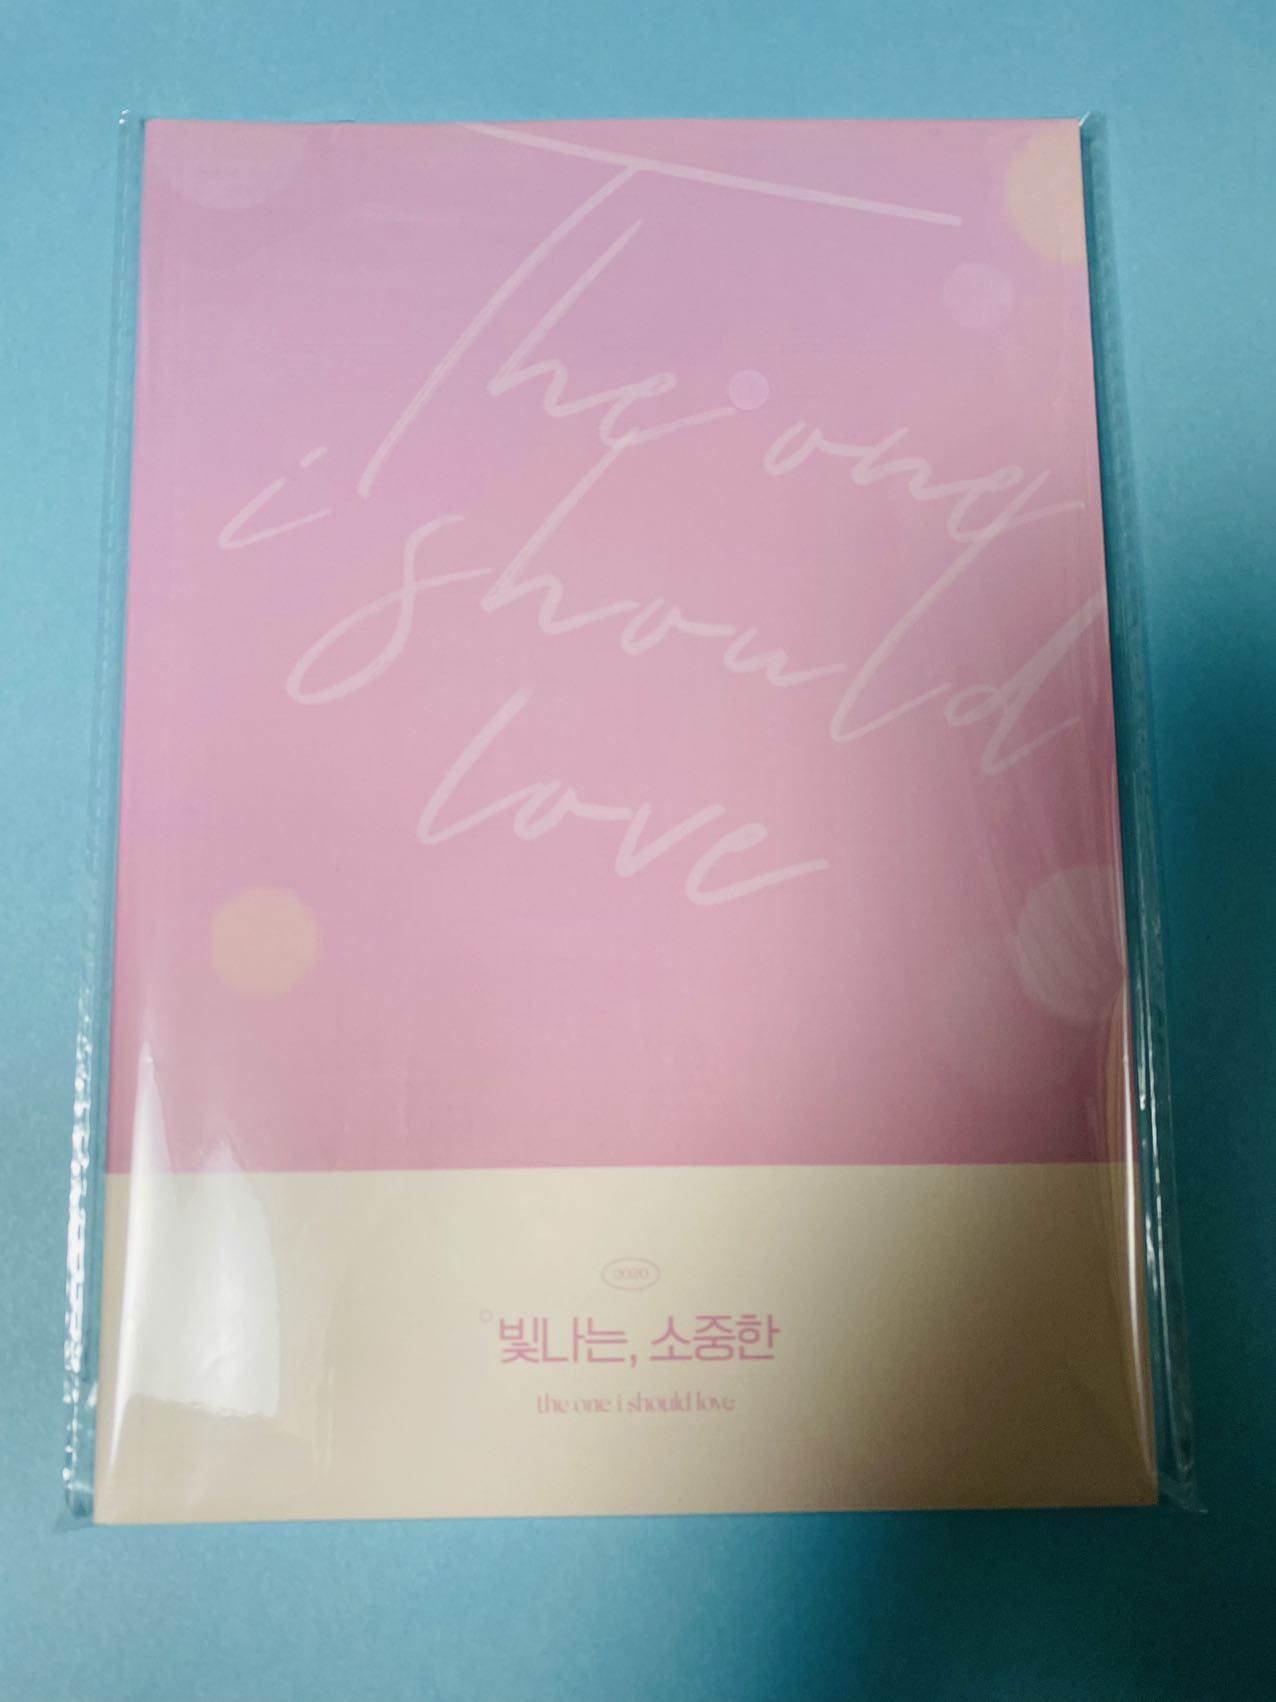 The one
i should
love
2020
빛나는, 소중한
the one i should love